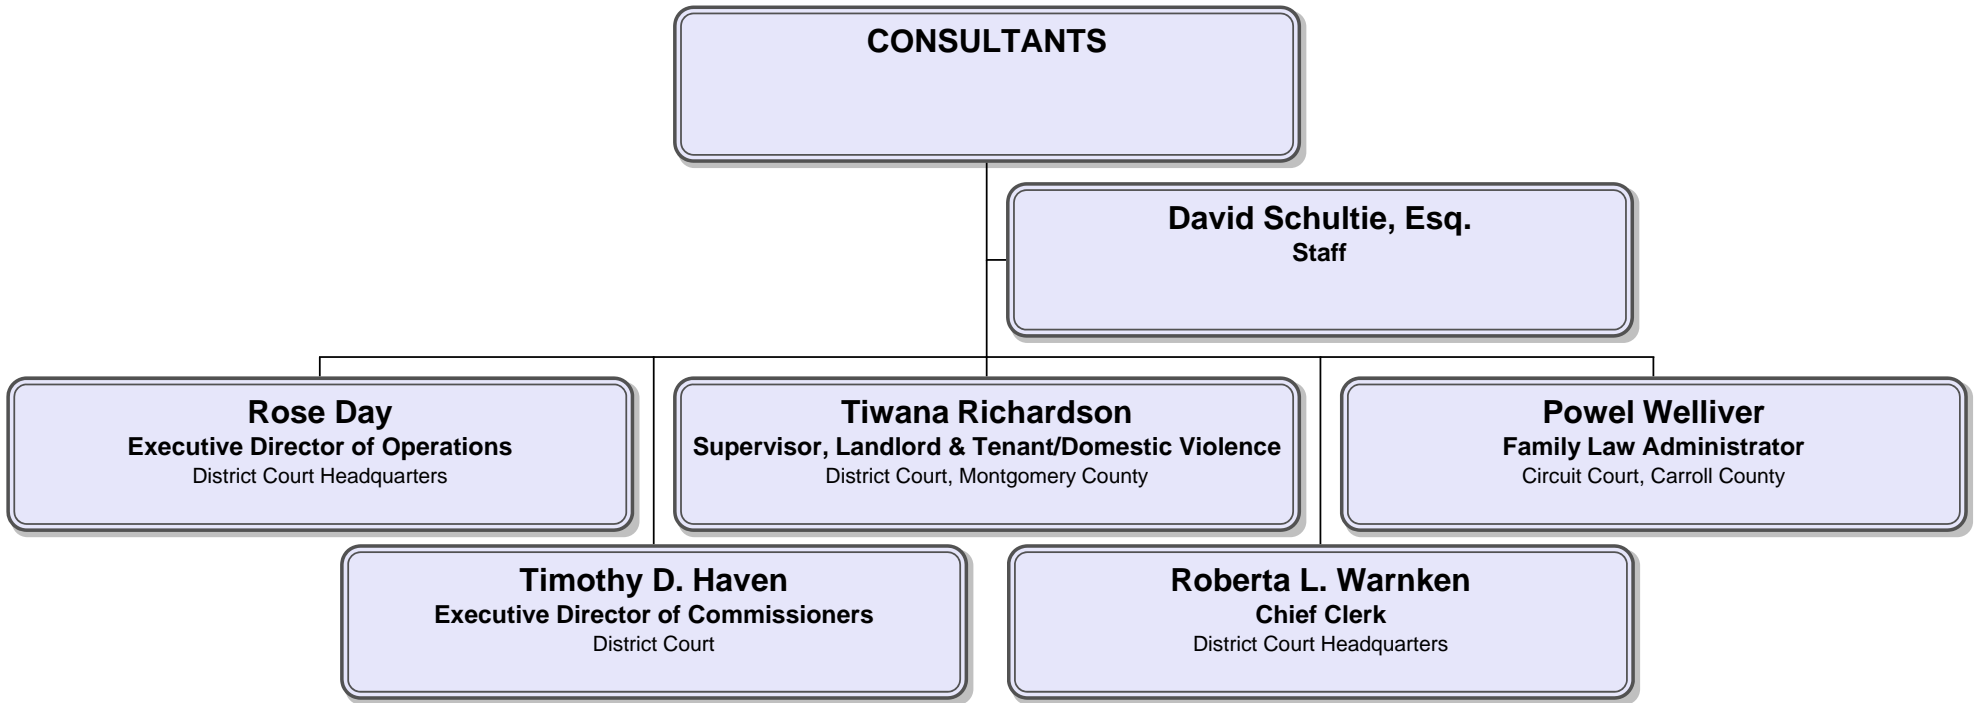 CONSULTANTS
David Schultie, Esq.
Staff
Rose Day
Executive Director of Operations
District Court Headquarters
Tiwana Richardson
Supervisor, Landlord & Tenant/Domestic Violence
District Court, Montgomery County
Powel Welliver
Family Law Administrator
Circuit Court, Carroll County
Timothy D. Haven
Executive Director of Commissioners
District Court
Roberta L. Warnken
Chief Clerk
District Court Headquarters